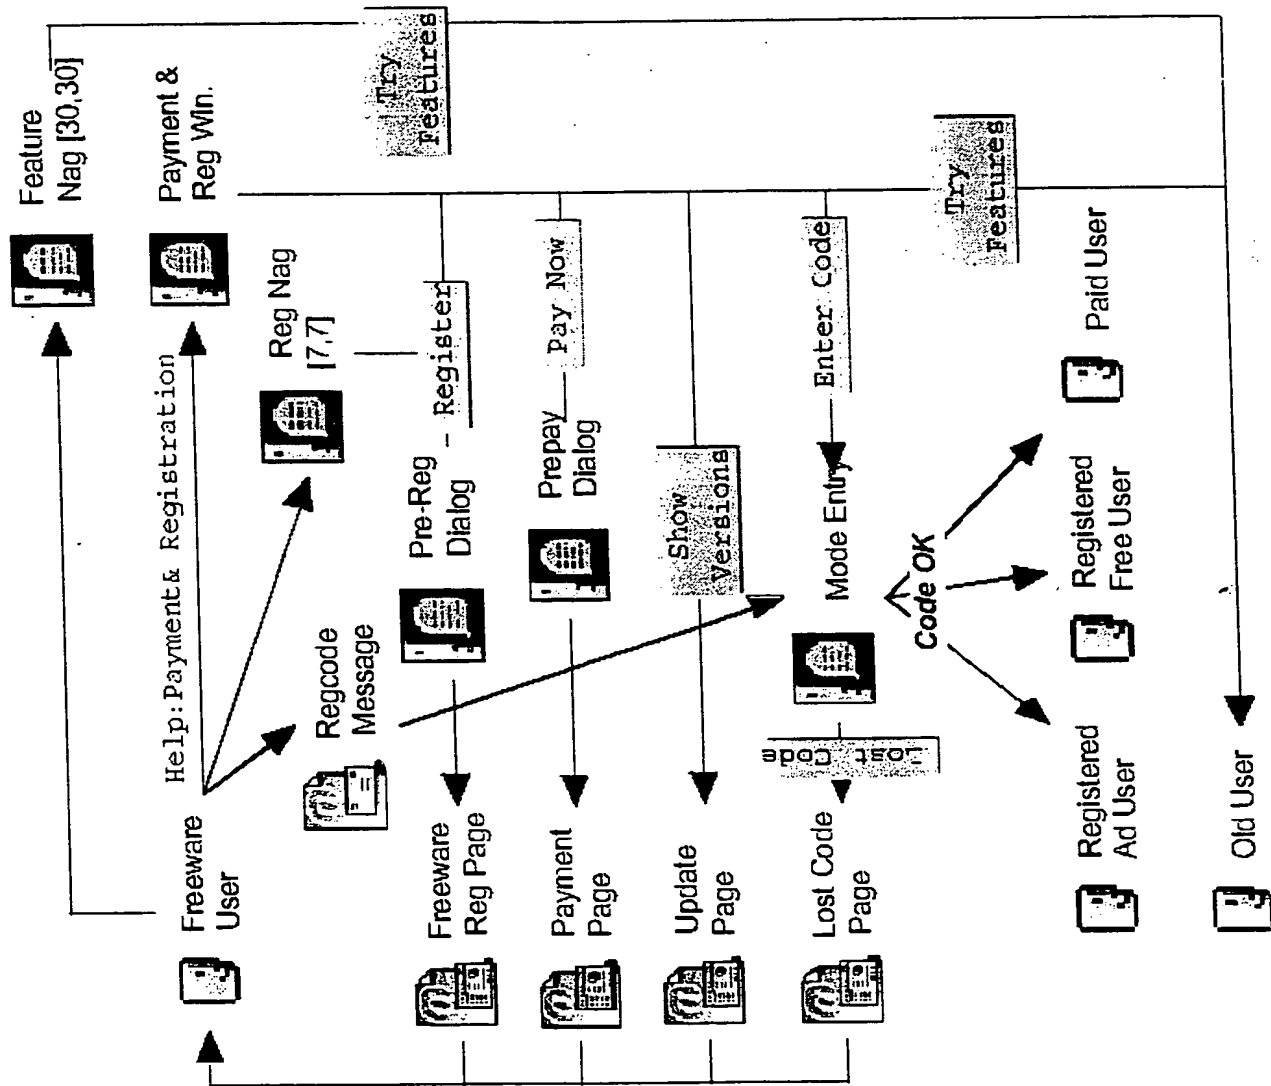 Freeware
User
Help:Payment& Registration
Feature
Nag [30,30]
Payment &
Reg Win.
Reg Nag
[7,7]
Regcode
Message
Try
Features
Freeware
Reg Page
Pre-Reg
Dialog
Register
Payment
Page
Prepay
Dialog
Pay Now
Update
Page
Show
Versions
Lost Code
Page
Lost Code
Mode Entry
Enter Code
Code OK
Try
Features
Registered
Ad User
Registered
Free User
Paid User
Old User